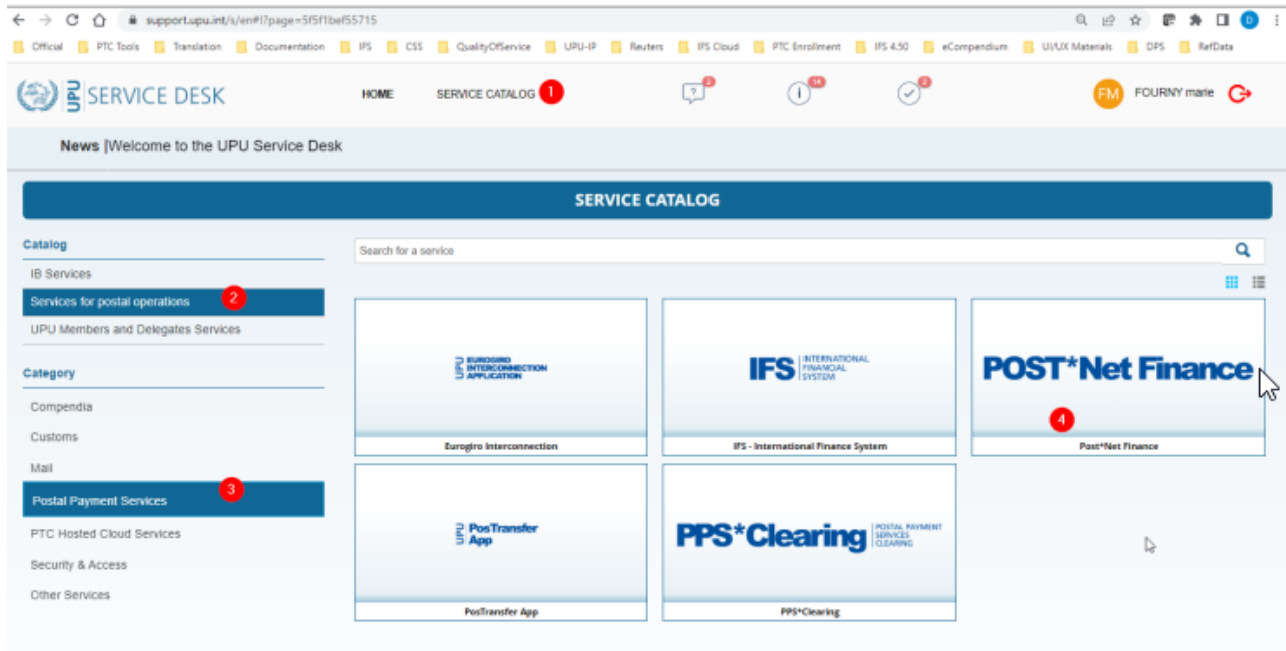 support.upu.int/s/en#!?page=5f5f1bef55715
D
Official PTC Tools Translation Documentation IFS CSS QualityOfService UPU-IP Reuters IFS Cloud PTC Enrollment IFS 4.50 eCompendium UI/UX Materials DPS RefData
UPU SERVICE DESK HOME SERVICE CATALOG 1 ? 2 i 14 2 FM FOURNY marie
News |Welcome to the UPU Service Desk
SERVICE CATALOG
Catalog
Search for a service
IB Services
Services for postal operations 2
UPU Members and Delegates Services
Category
Compendia
Customs
Mail
Postal Payment Services 3
PTC Hosted Cloud Services
Security & Access
Other Services
UPU EUROGIRO
INTERCONNECTION
APPLICATION
Eurogiro Interconnection
IFS INTERNATIONAL
FINANCIAL
SYSTEM
IFS - International Finance System
POST*Net Finance
4
Post*Net Finance
UPU PosTransfer
App
PosTransfer App
PPS*Clearing POSTAL PAYMENT
SERVICES
CLEARING
PPS*Clearing